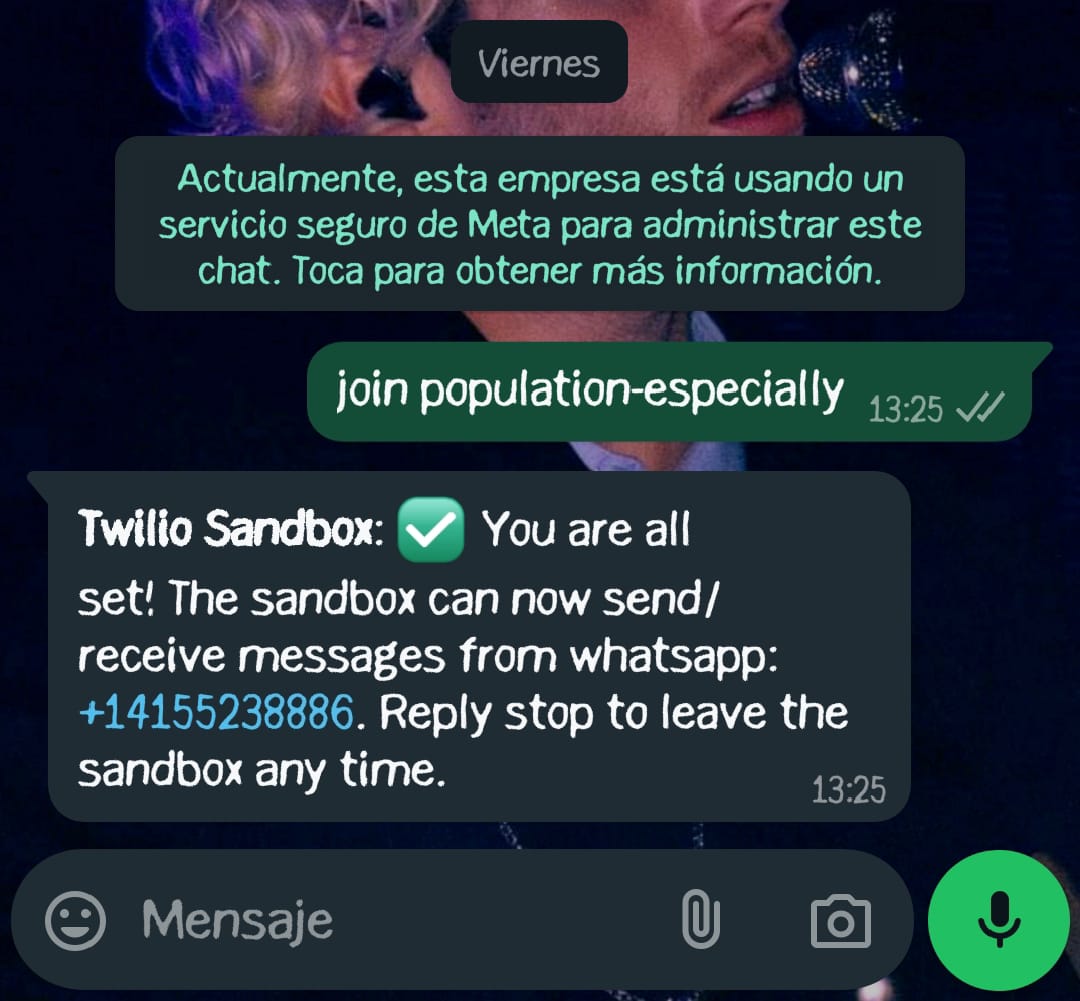 Viernes
Actualmente, esta empresa está usando un
servicio seguro de Meta para administrar este
chat. Toca para obtener más información.
join population-especially 13:25
Twilio Sandbox: ✅ You are all
set! The sandbox can now send/
receive messages from whatsapp:
+14155238886. Reply stop to leave the
sandbox any time.
13:25
Mensaje